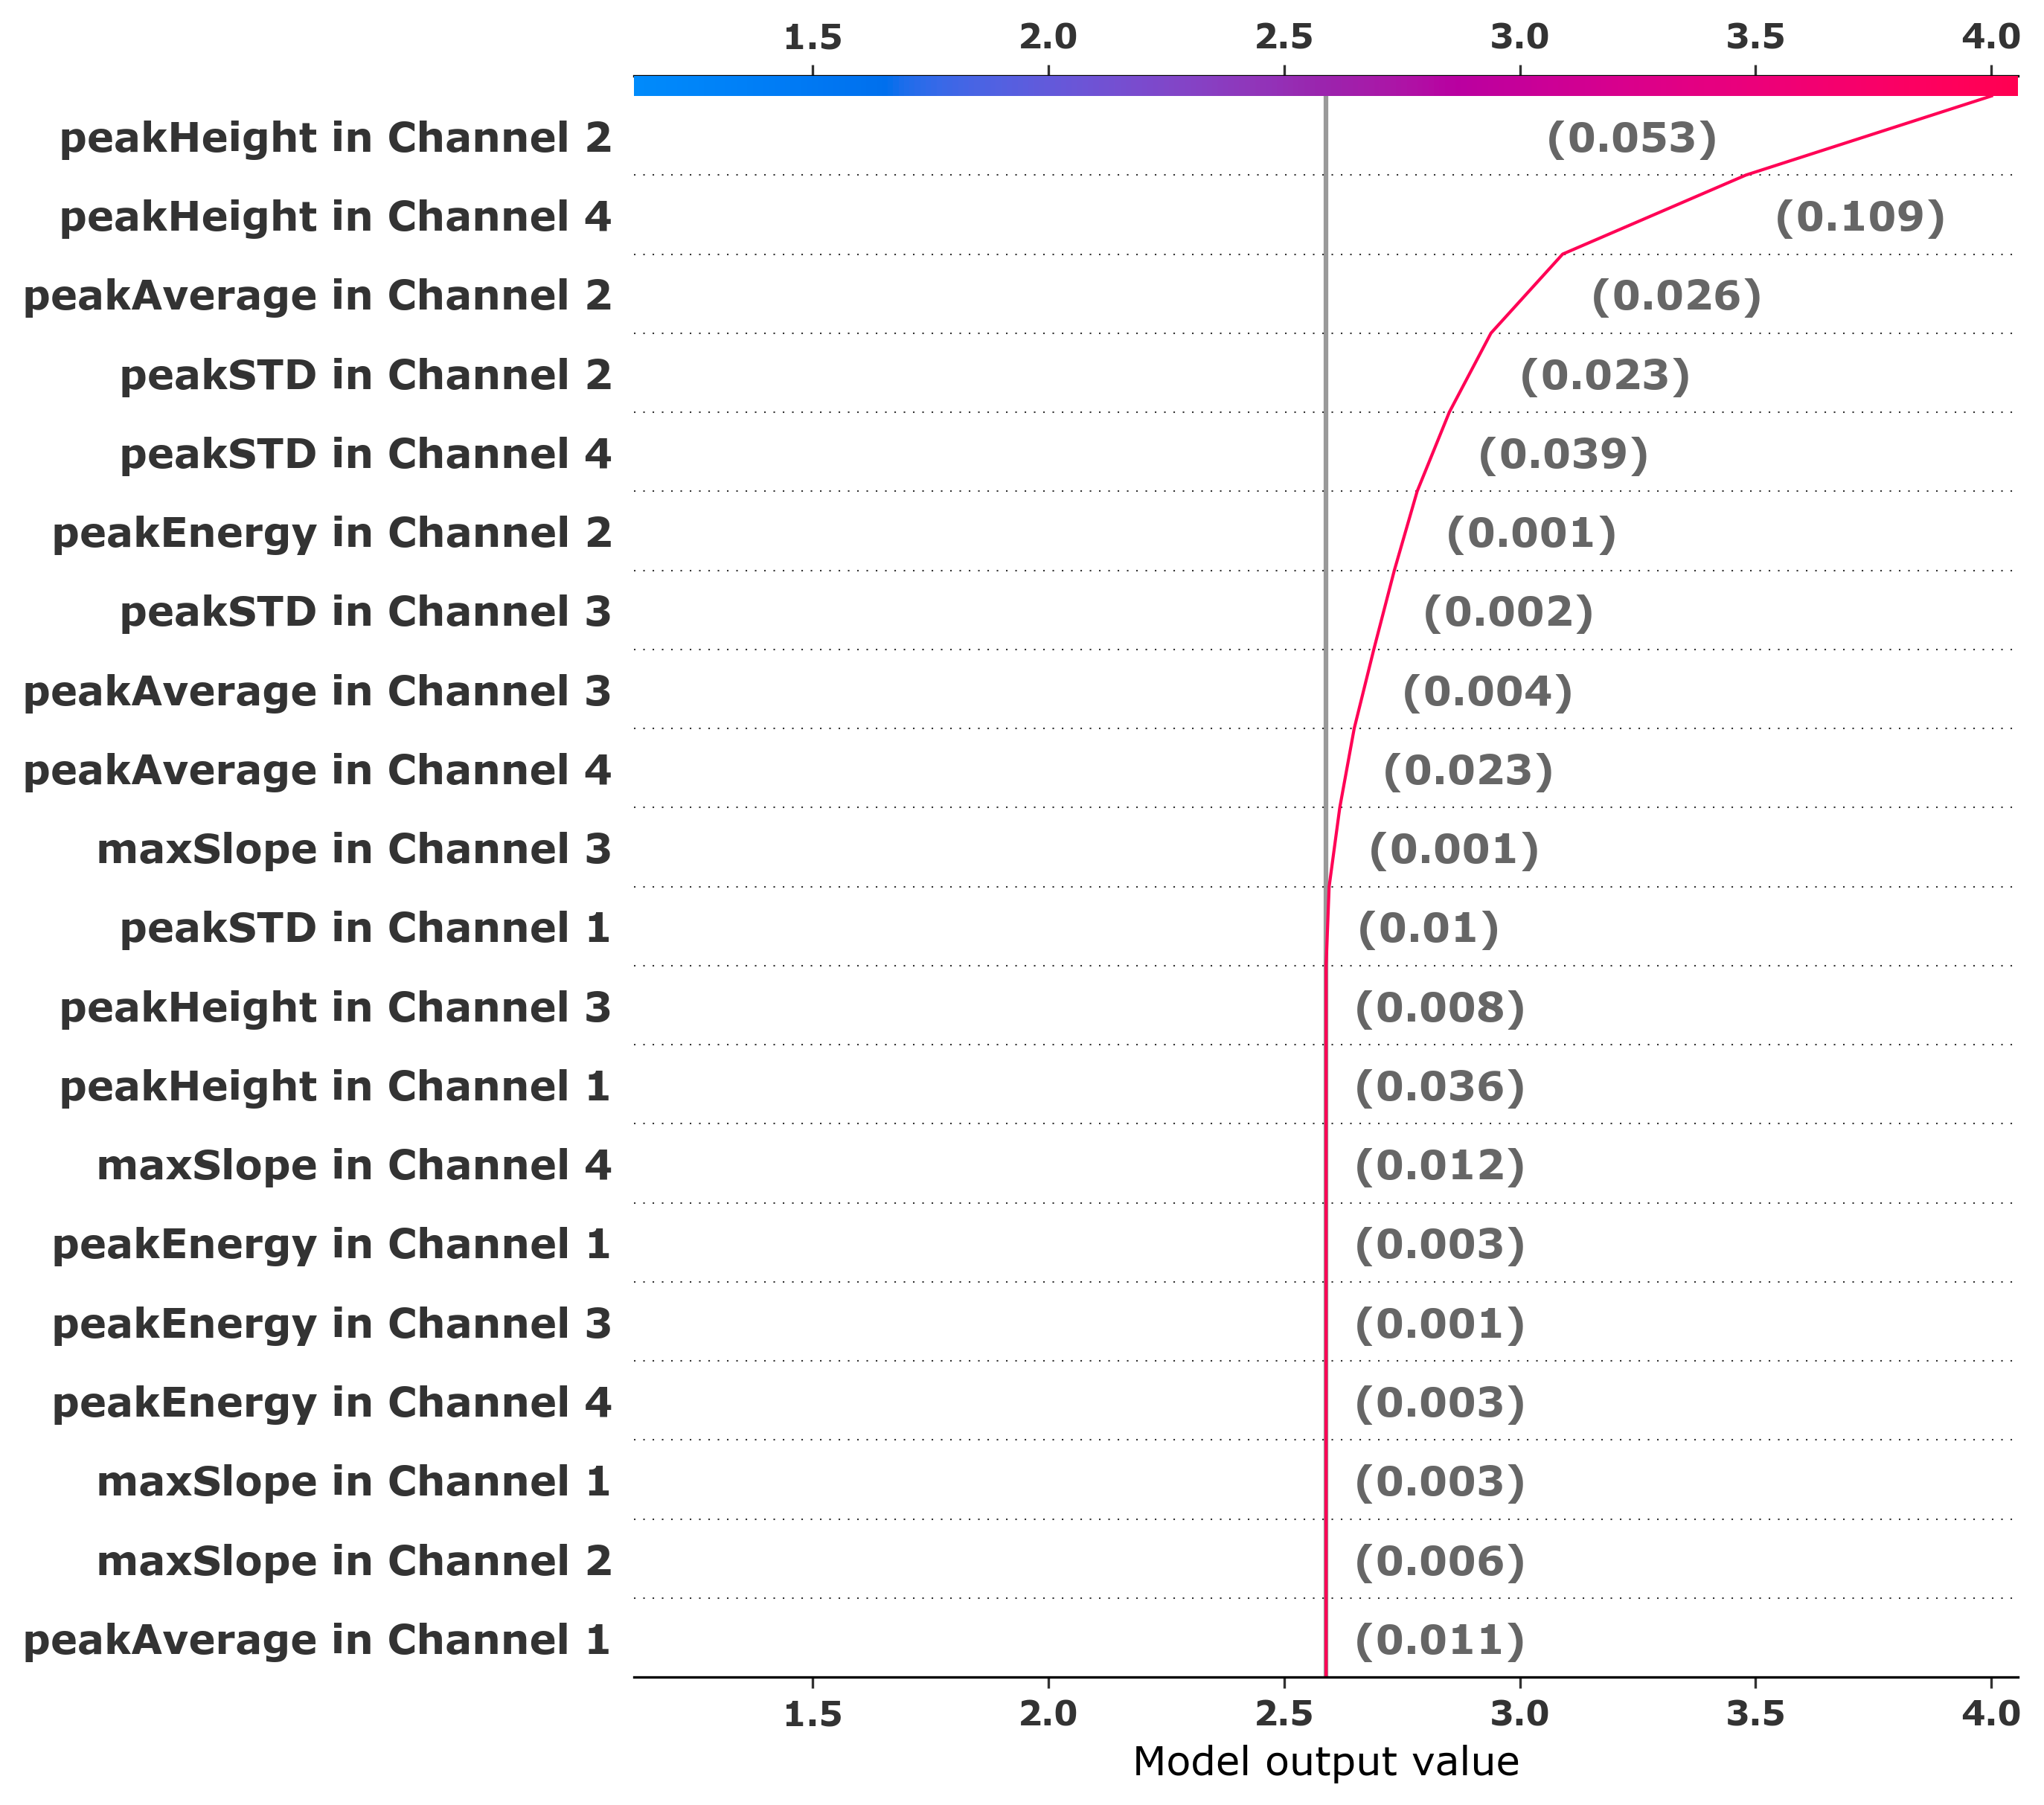 1.5 2.0 2.5 3.0 3.5 4.0
peakHeight in Channel 2 (0.053)
peakHeight in Channel 4 (0.109)
peakAverage in Channel 2 (0.026)
peakSTD in Channel 2 (0.023)
peakSTD in Channel 4 (0.039)
peakEnergy in Channel 2 (0.001)
peakSTD in Channel 3 (0.002)
peakAverage in Channel 3 (0.004)
peakAverage in Channel 4 (0.023)
maxSlope in Channel 3 (0.001)
peakSTD in Channel 1 (0.01)
peakHeight in Channel 3 (0.008)
peakHeight in Channel 1 (0.036)
maxSlope in Channel 4 (0.012)
peakEnergy in Channel 1 (0.003)
peakEnergy in Channel 3 (0.001)
peakEnergy in Channel 4 (0.003)
maxSlope in Channel 1 (0.003)
maxSlope in Channel 2 (0.006)
peakAverage in Channel 1 (0.011)
1.5 2.0 2.5 3.0 3.5 4.0
Model output value